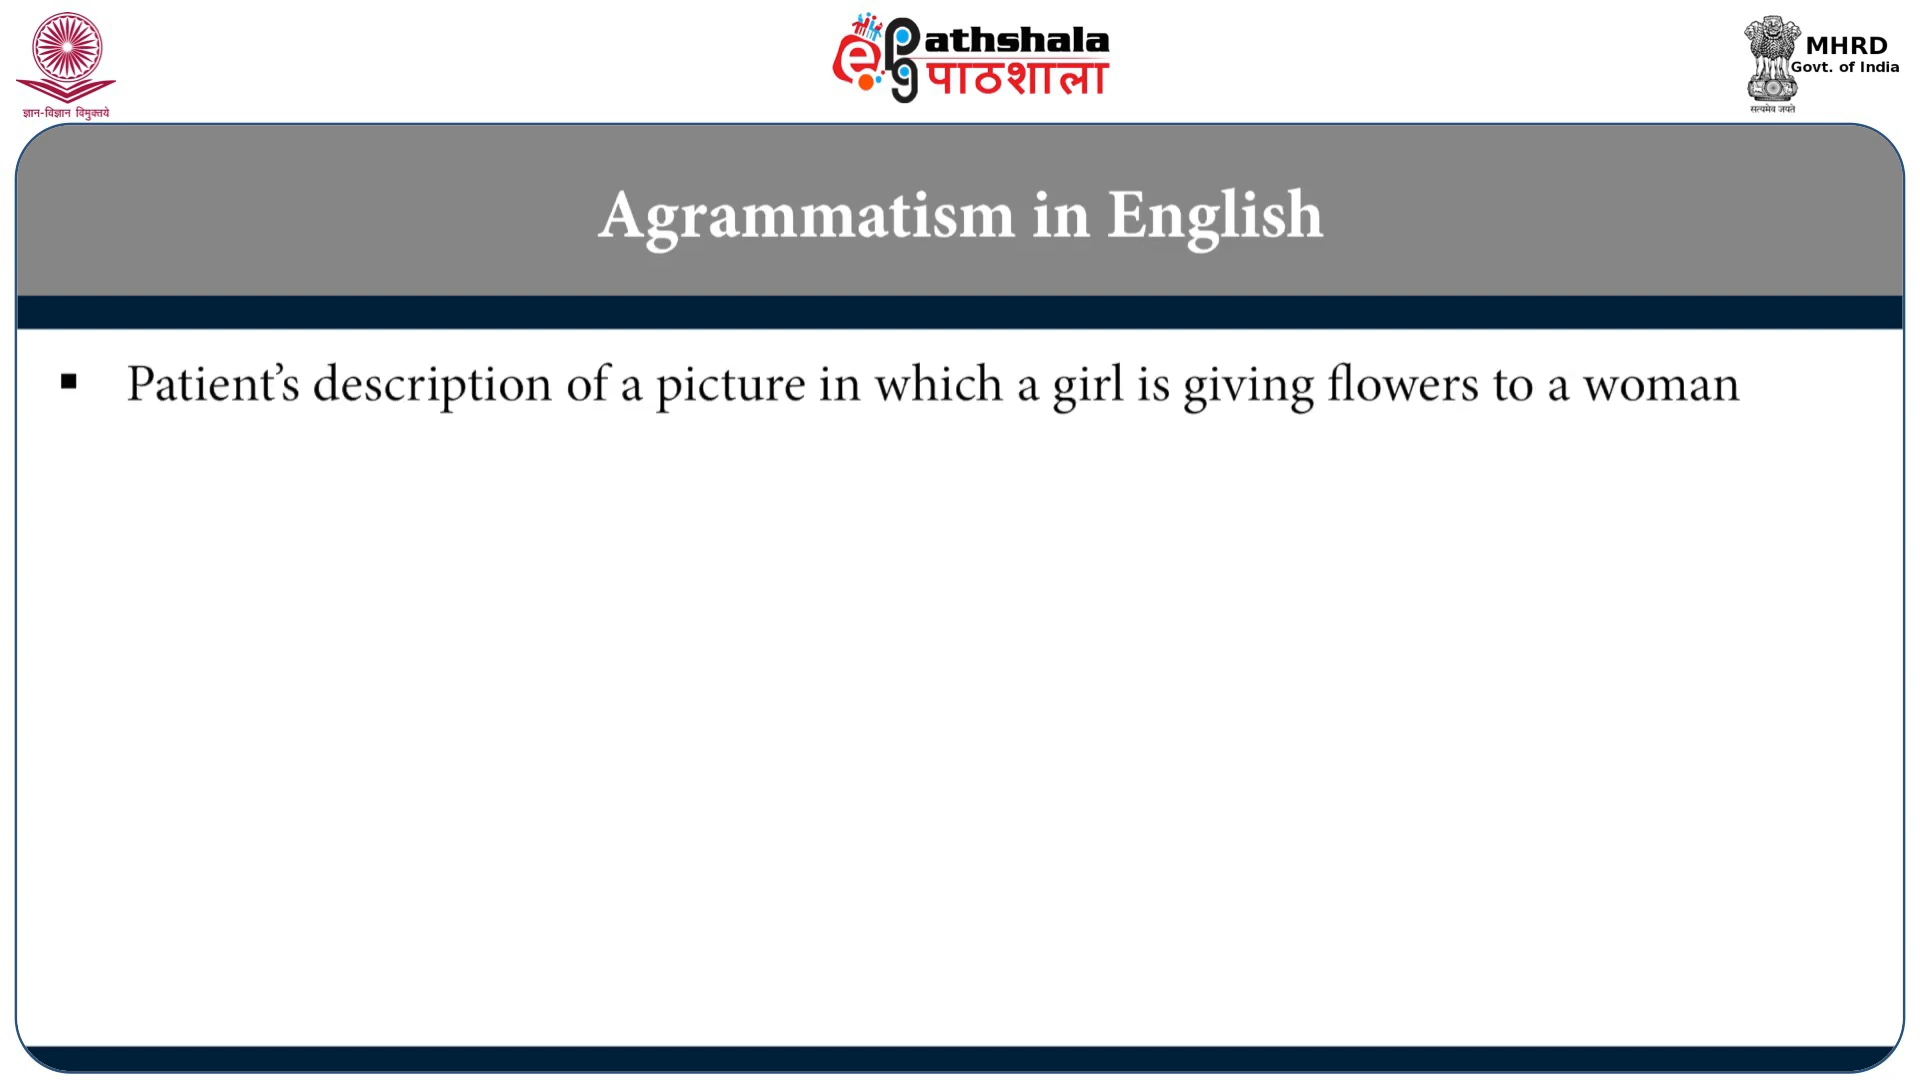 ज्ञान-विज्ञान विमुक्तये
ePathshala
पाठशाला
MHRD
Govt. of India
सत्यमेव जयते
Agrammatism in English
▪ Patient’s description of a picture in which a girl is giving flowers to a woman